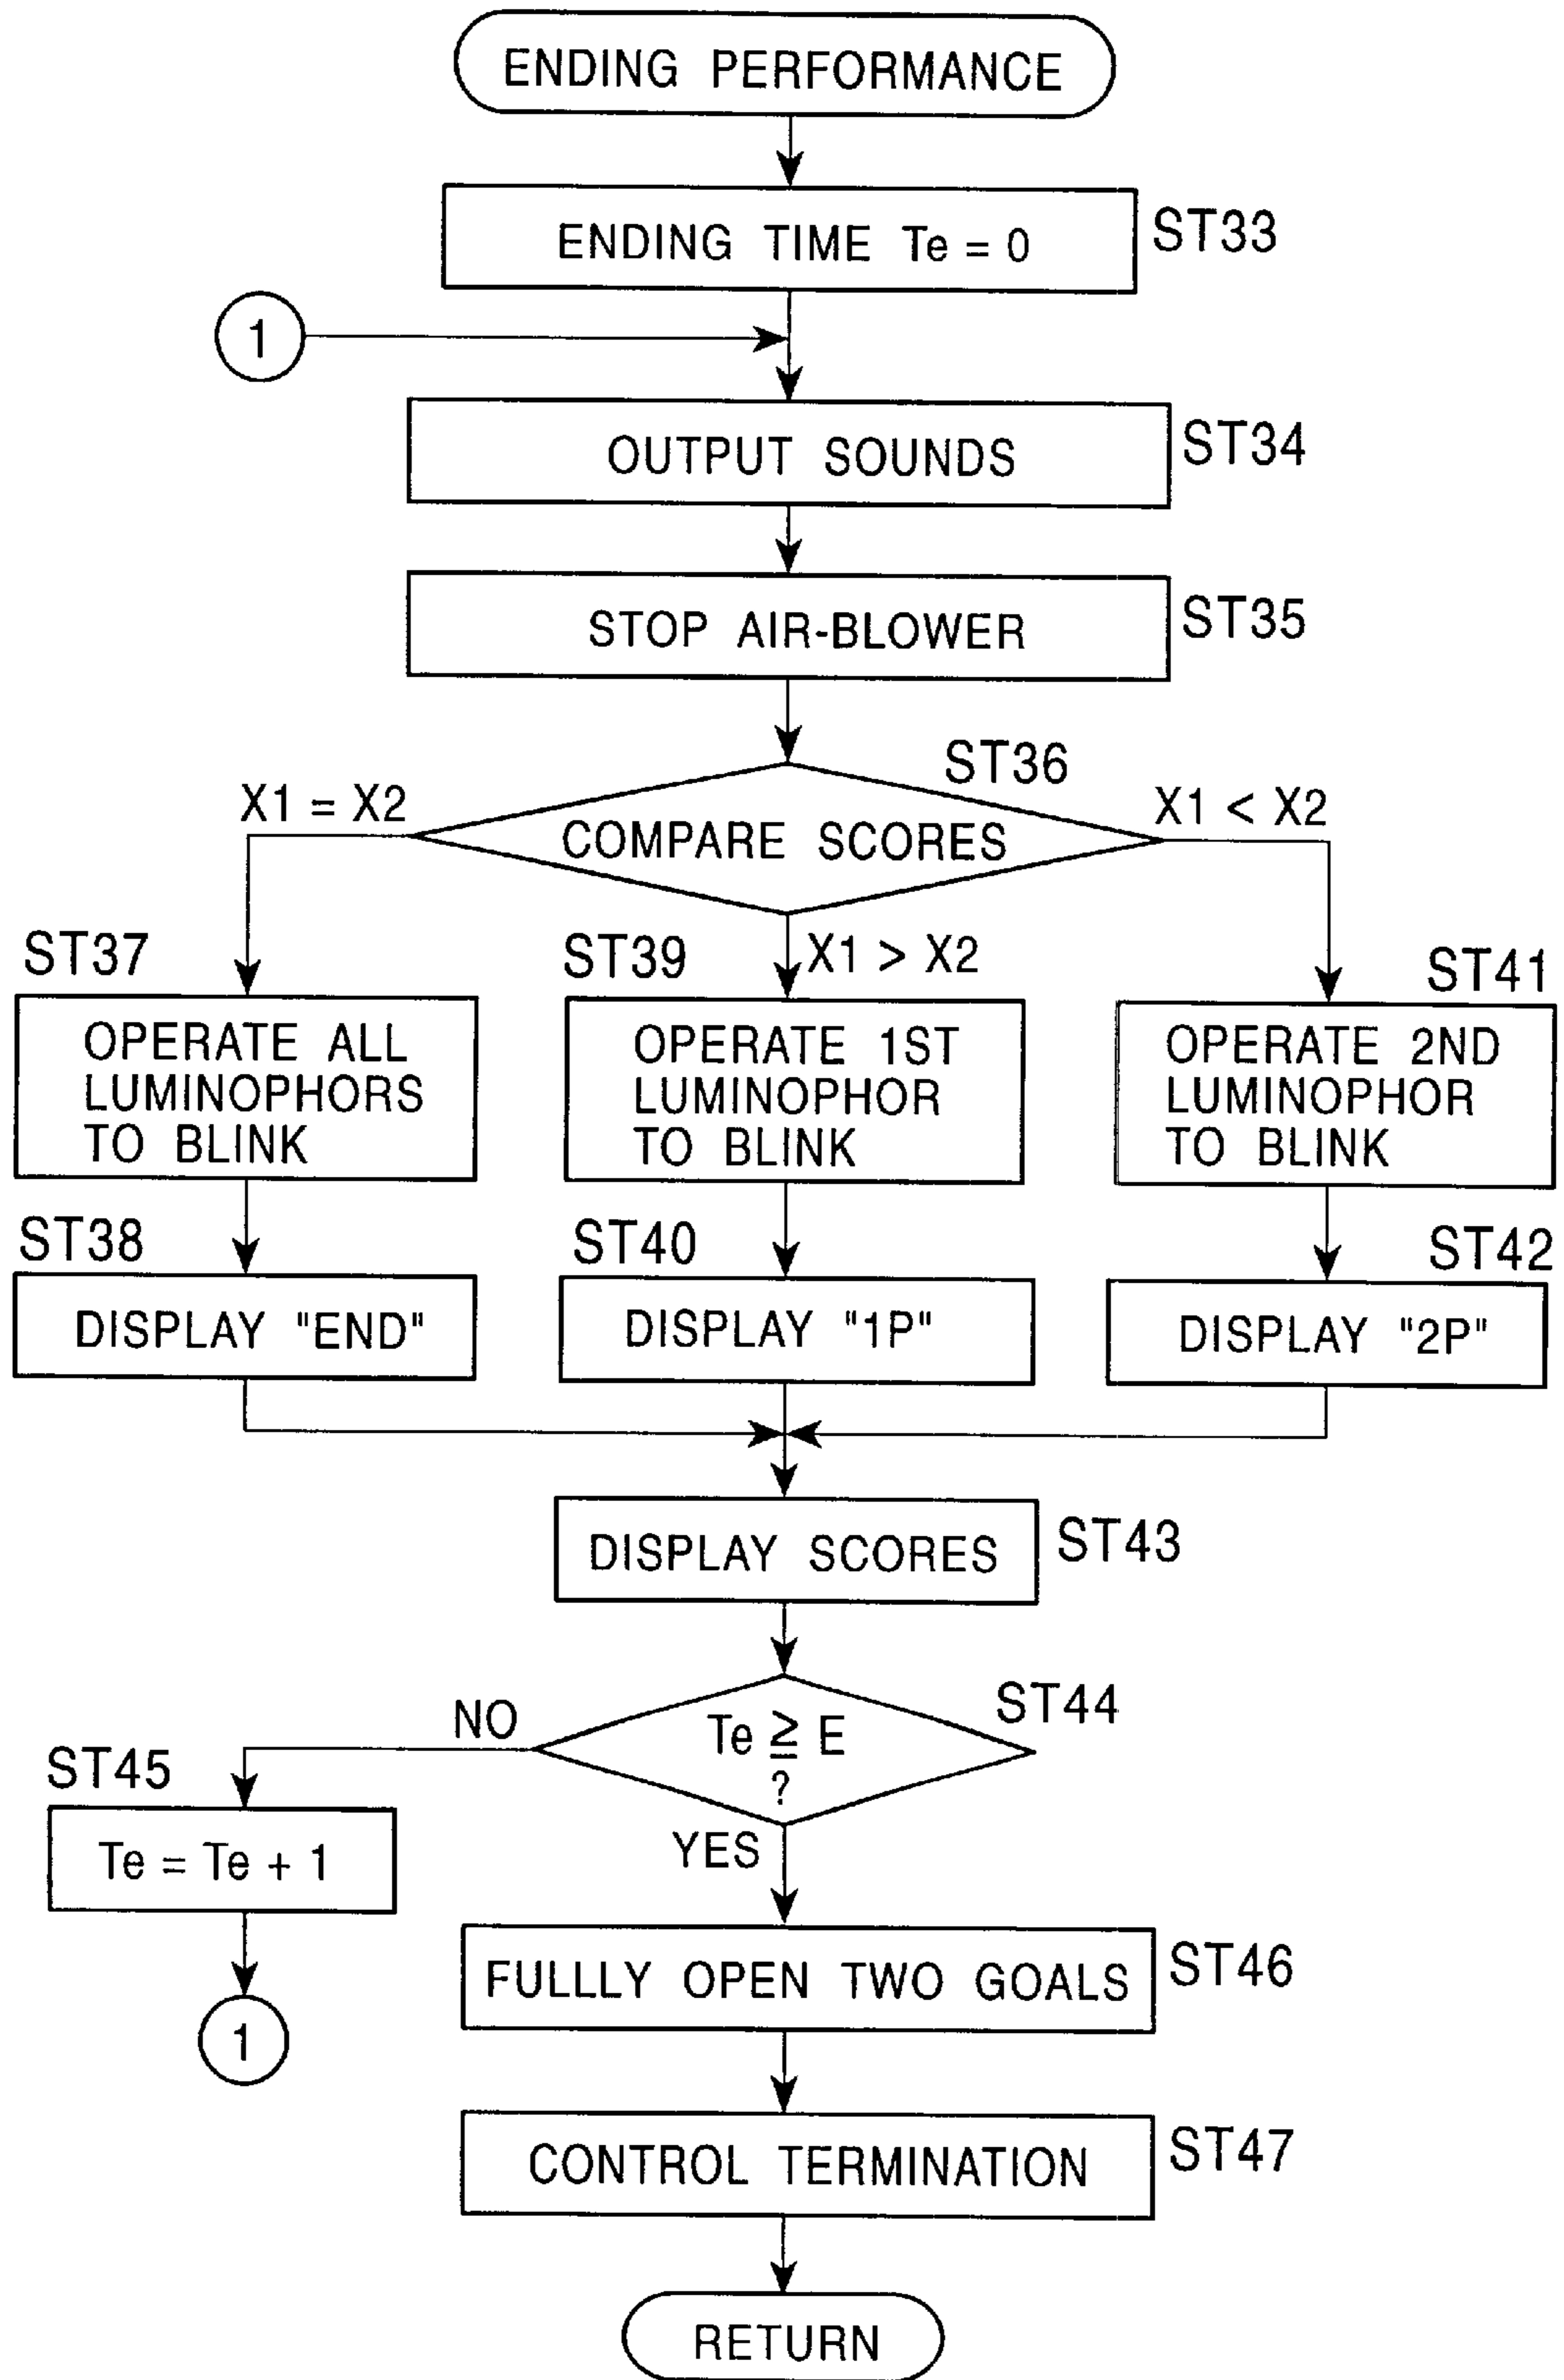 ENDING PERFORMANCE
ENDING TIME Te = 0
ST33
1
OUTPUT SOUNDS
ST34
STOP AIR-BLOWER
ST35
ST36
X1 = X2
X1 < X2
COMPARE SCORES
X1 > X2
ST37
OPERATE ALL
LUMINOPHORS
TO BLINK
ST39
OPERATE 1ST
LUMINOPHOR
TO BLINK
ST41
OPERATE 2ND
LUMINOPHOR
TO BLINK
ST38
DISPLAY "END"
ST40
DISPLAY "1P"
ST42
DISPLAY "2P"
DISPLAY SCORES
ST43
ST44
NO
Te ≧ E
?
YES
ST45
Te = Te + 1
1
FULLLY OPEN TWO GOALS
ST46
CONTROL TERMINATION
ST47
RETURN